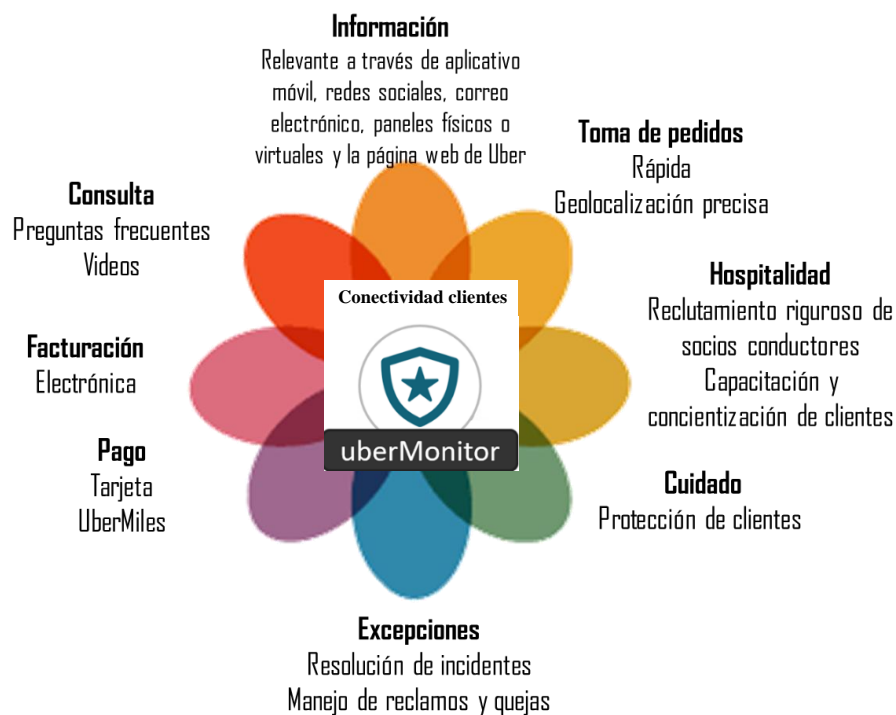 Información
Relevante a través de aplicativo
móvil, redes sociales, correo
electrónico, paneles físicos o
virtuales y la página web de Uber
Toma de pedidos
Rápida
Geolocalización precisa
Hospitalidad
Reclutamiento riguroso de
socios conductores
Capacitación y
concientización de clientes
Cuidado
Protección de clientes
Excepciones
Resolución de incidentes
Manejo de reclamos y quejas
Pago
Tarjeta
UberMiles
Facturación
Electrónica
Consulta
Preguntas frecuentes
Videos
Conectividad clientes
uberMonitor